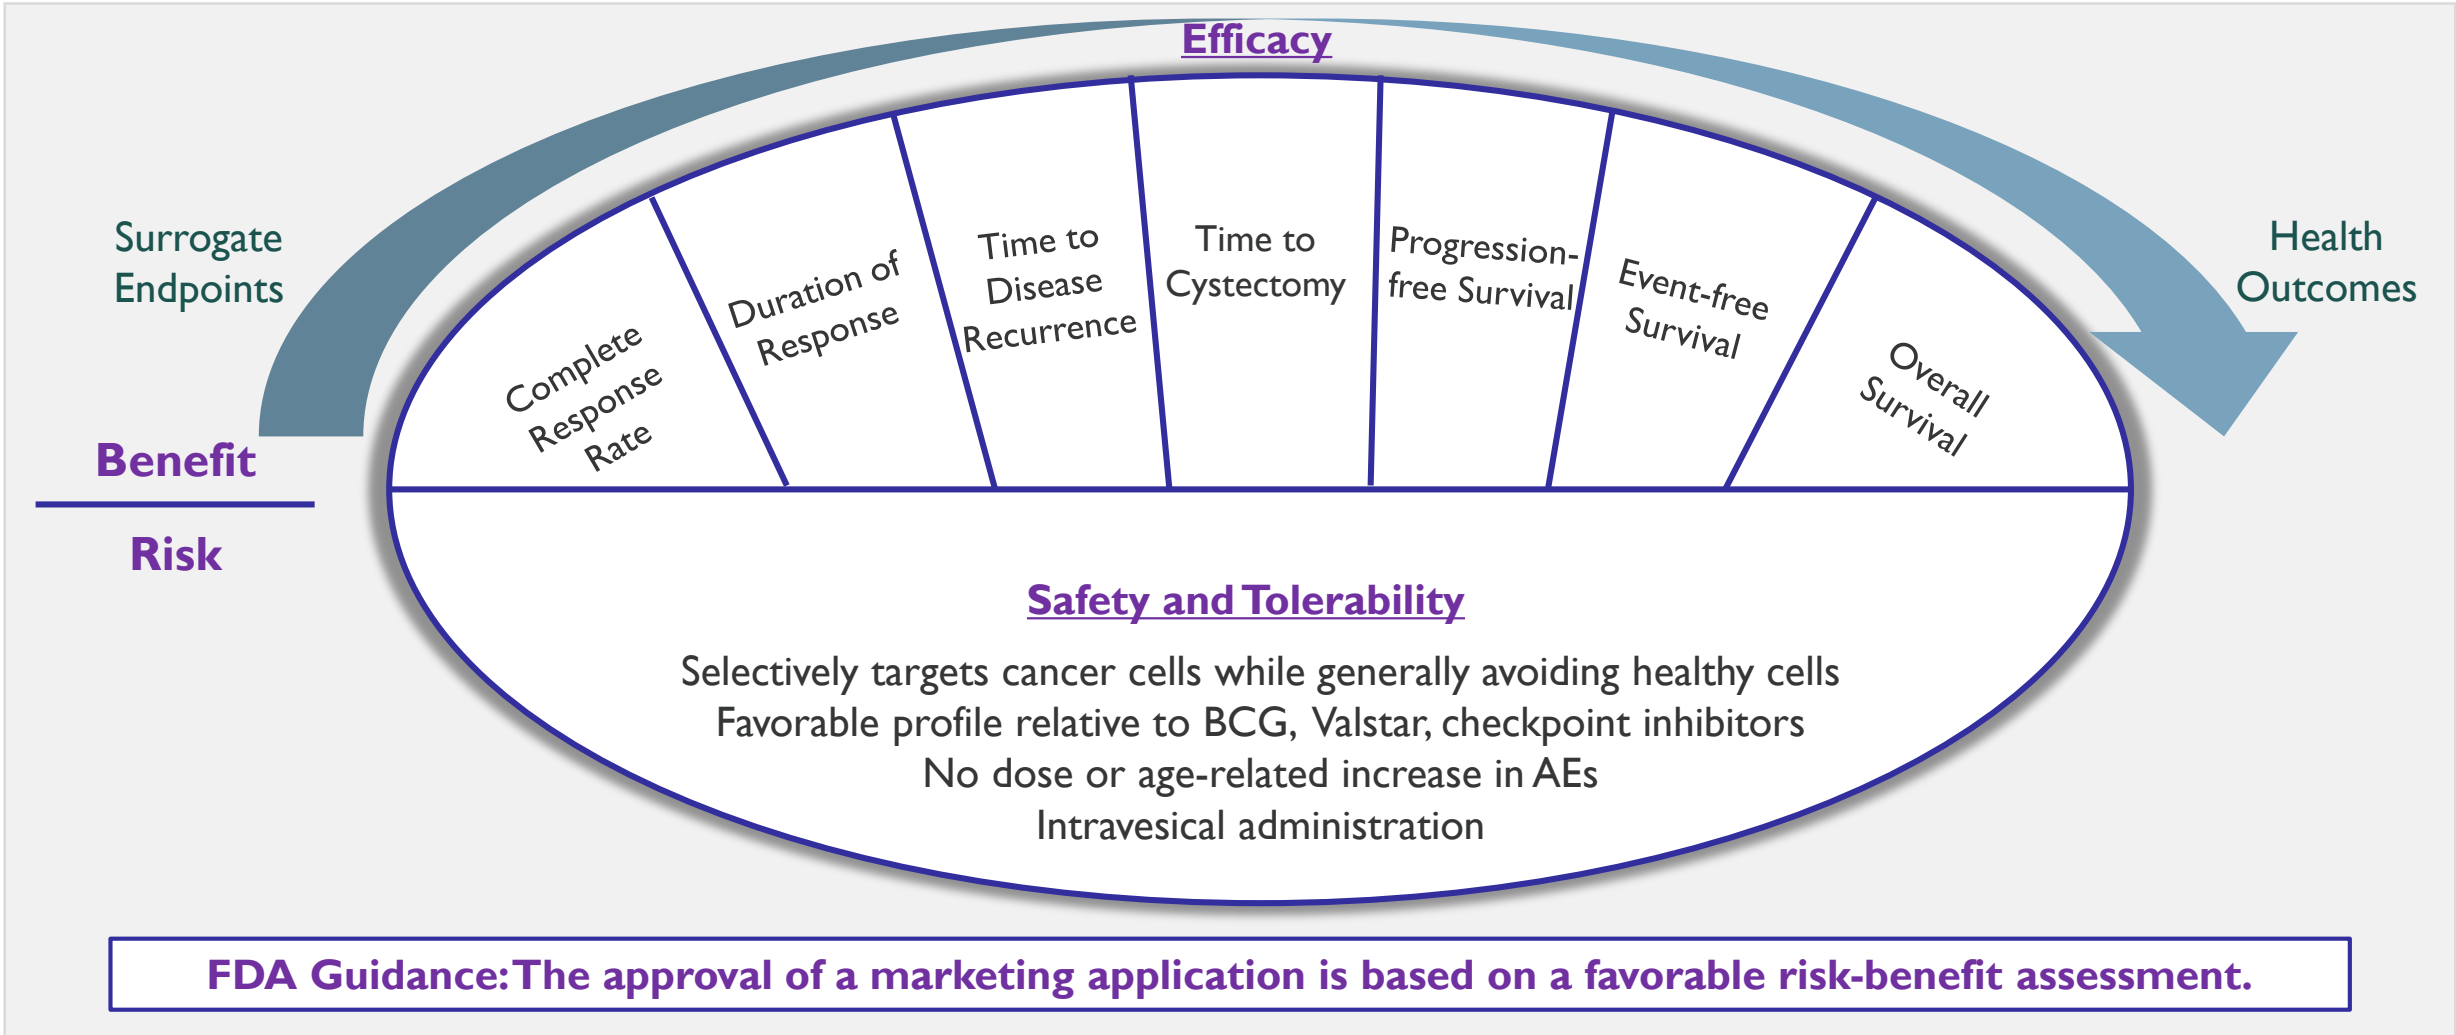 Efficacy
Surrogate
Endpoints
Health
Outcomes
Complete
Response
Rate
Duration of
Response
Time to
Disease
Recurrence
Time to
Cystectomy
Progression-
free Survival
Event-free
Survival
Overall
Survival
Benefit
Risk
Safety and Tolerability
Selectively targets cancer cells while generally avoiding healthy cells
Favorable profile relative to BCG, Valstar, checkpoint inhibitors
No dose or age-related increase in AEs
Intravesical administration
FDA Guidance: The approval of a marketing application is based on a favorable risk-benefit assessment.